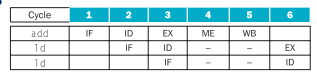 Cycle 1 2 3 4 5 6
add IF ID EX ME WB
ld IF ID – – EX
ld IF – – ID